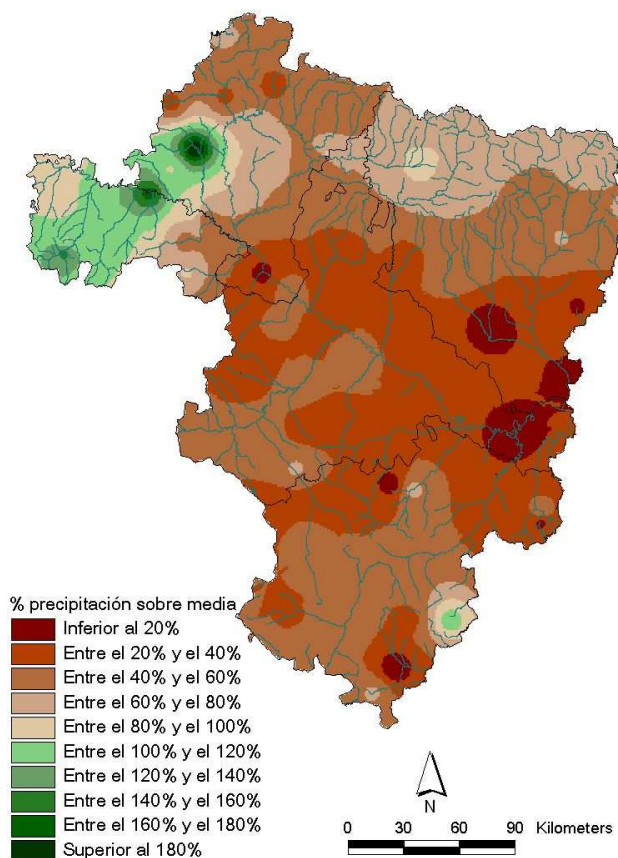 % precipitación sobre media
Inferior al 20%
Entre el 20% y el 40%
Entre el 40% y el 60%
Entre el 60% y el 80%
Entre el 80% y el 100%
Entre el 100% y el 120%
Entre el 120% y el 140%
Entre el 140% y el 160%
Entre el 160% y el 180%
Superior al 180%
N
0 30 60 90 Kilometers